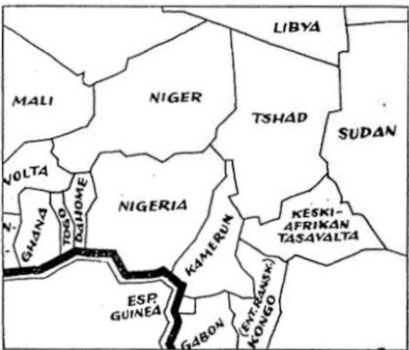 LIBYA
MALI
NIGER
TSHAD
SUDAN
VOLTA
N.
GHANA
TOGO
DAHOME
NIGERIA
KAMERUN
KESKI-
AFRIKAN
TASAVALTA
ESP.
GUINEA
GABON
(ENT. RANSK.)
KONGO